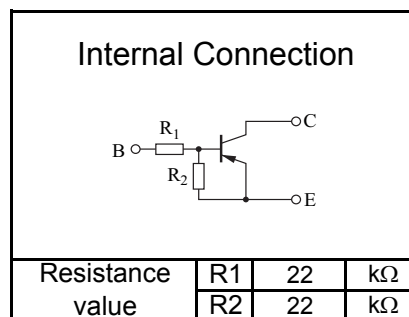 Internal Connection
C
R1
B
R2
E
Resistance value R1 22 kΩ
R2 22 kΩ